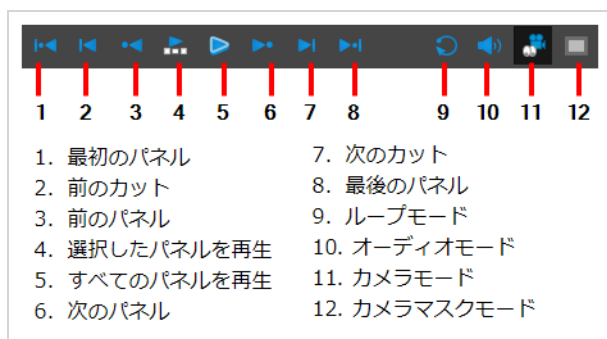 1 2 3 4 5 6 7 8 9 10 11 12
1. 最初のパネル
2. 前のカット
3. 前のパネル
4. 選択したパネルを再生
5. すべてのパネルを再生
6. 次のパネル
7. 次のカット
8. 最後のパネル
9. ループモード
10. オーディオモード
11. カメラモード
12. カメラマスクモード